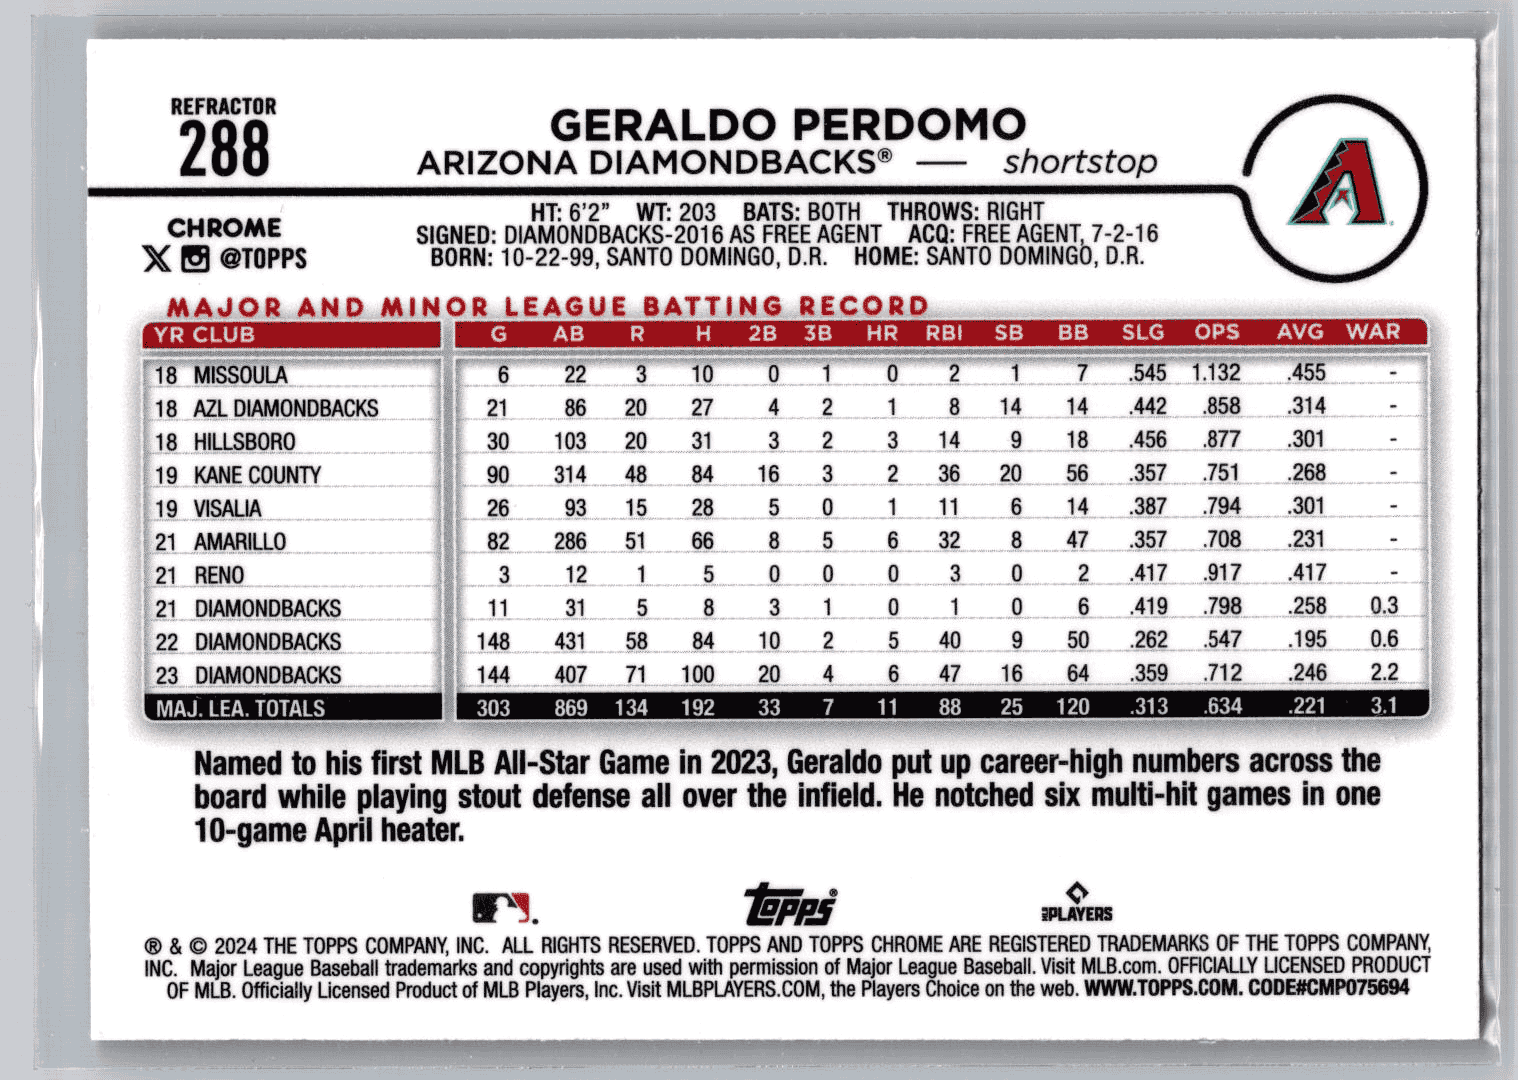 REFRACTOR
288
GERALDO PERDOMO
ARIZONA DIAMONDBACKS® — shortstop
CHROME
X @TOPPS
HT: 6'2" WT: 203 BATS: BOTH THROWS: RIGHT
SIGNED: DIAMONDBACKS-2016 AS FREE AGENT ACQ: FREE AGENT, 7-2-16
BORN: 10-22-99, SANTO DOMINGO, D.R. HOME: SANTO DOMINGO, D.R.
MAJOR AND MINOR LEAGUE BATTING RECORD
YR CLUB G AB R H 2B 3B HR RBI SB BB SLG OPS AVG WAR
18 MISSOULA 6 22 3 10 0 1 0 2 1 7 .545 1.132 .455 -
18 AZL DIAMONDBACKS 21 86 20 27 4 2 1 8 14 14 .442 .858 .314 -
18 HILLSBORO 30 103 20 31 3 2 3 14 9 18 .456 .877 .301 -
19 KANE COUNTY 90 314 48 84 16 3 2 36 20 56 .357 .751 .268 -
19 VISALIA 26 93 15 28 5 0 1 11 6 14 .387 .794 .301 -
21 AMARILLO 82 286 51 66 8 5 6 32 8 47 .357 .708 .231 -
21 RENO 3 12 1 5 0 0 0 3 0 2 .417 .917 .417 -
21 DIAMONDBACKS 11 31 5 8 3 1 0 1 0 6 .419 .798 .258 0.3
22 DIAMONDBACKS 148 431 58 84 10 2 5 40 9 50 .262 .547 .195 0.6
23 DIAMONDBACKS 144 407 71 100 20 4 6 47 16 64 .359 .712 .246 2.2
MAJ. LEA. TOTALS 303 869 134 192 33 7 11 88 25 120 .313 .634 .221 3.1
Named to his first MLB All-Star Game in 2023, Geraldo put up career-high numbers across the
board while playing stout defense all over the infield. He notched six multi-hit games in one
10-game April heater.
Topps®
MLB PLAYERS
® & © 2024 THE TOPPS COMPANY, INC. ALL RIGHTS RESERVED. TOPPS AND TOPPS CHROME ARE REGISTERED TRADEMARKS OF THE TOPPS COMPANY,
INC. Major League Baseball trademarks and copyrights are used with permission of Major League Baseball. Visit MLB.com. OFFICIALLY LICENSED PRODUCT
OF MLB. Officially Licensed Product of MLB Players, Inc. Visit MLBPLAYERS.COM, the Players Choice on the web. WWW.TOPPS.COM. CODE#CMP075694